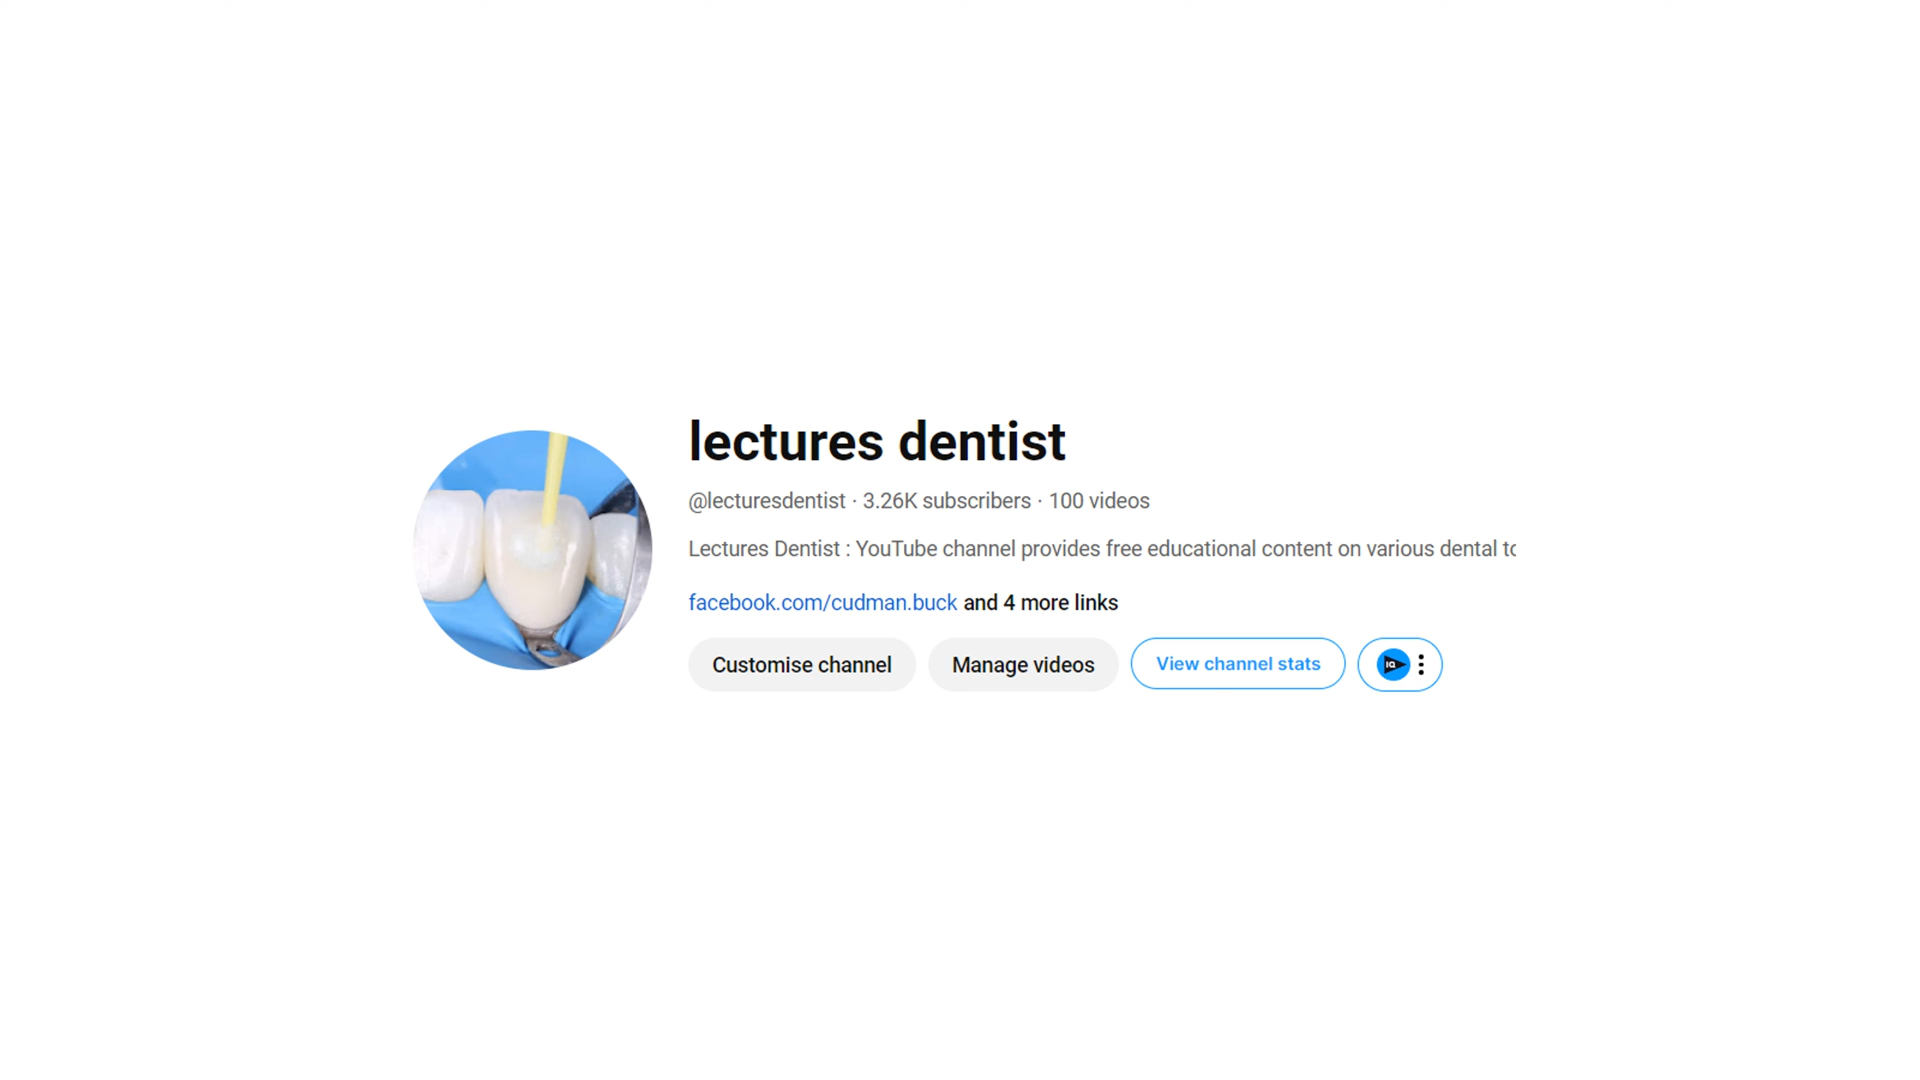 lectures dentist
@lecturesdentist · 3.26K subscribers · 100 videos
Lectures Dentist : YouTube channel provides free educational content on various dental
facebook.com/cudman.buck and 4 more links
Customise channel Manage videos View channel stats IQ